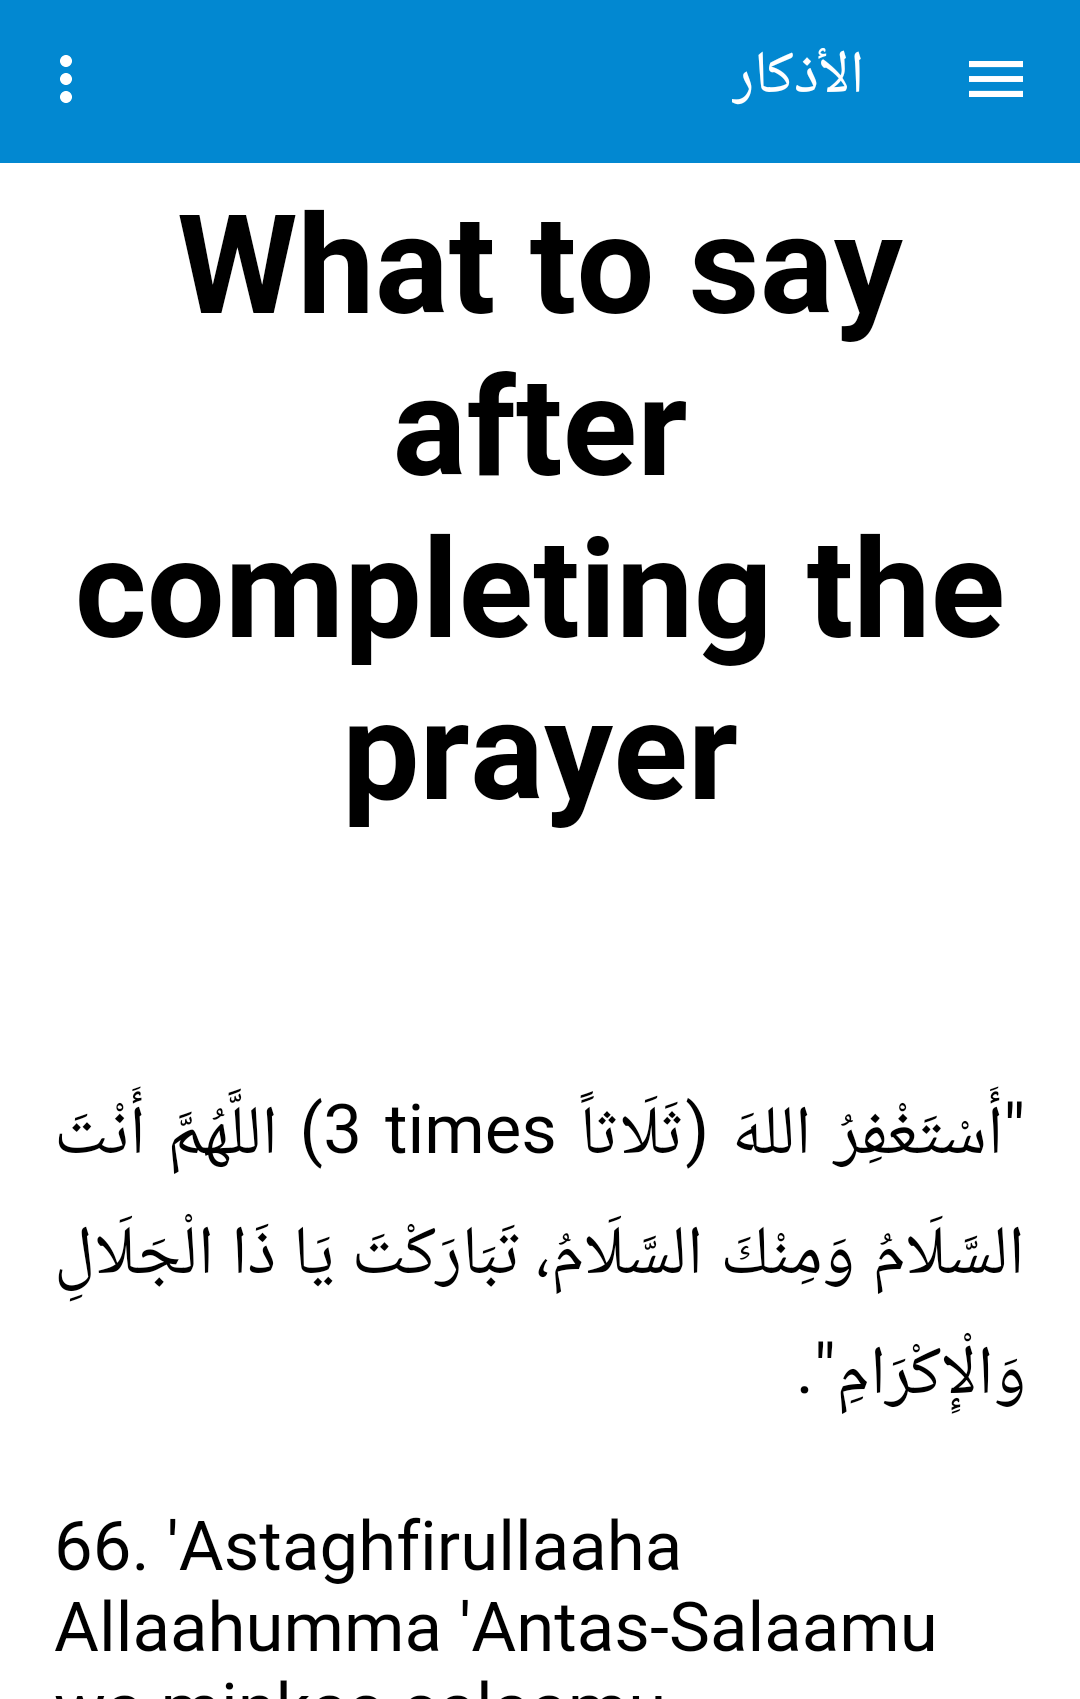 الأذكار
What to say
after
completing the
prayer
"أَسْتَغْفِرُ اللهَ (ثَلَاثاً 3 times) اللَّهُمَّ أَنْتَ
السَّلَامُ وَمِنْكَ السَّلَامُ، تَبَارَكْتَ يَا ذَا الْجَلَالِ
وَالْإِكْرَامِ".
66. 'Astaghfirullaaha
Allaahumma 'Antas-Salaamu